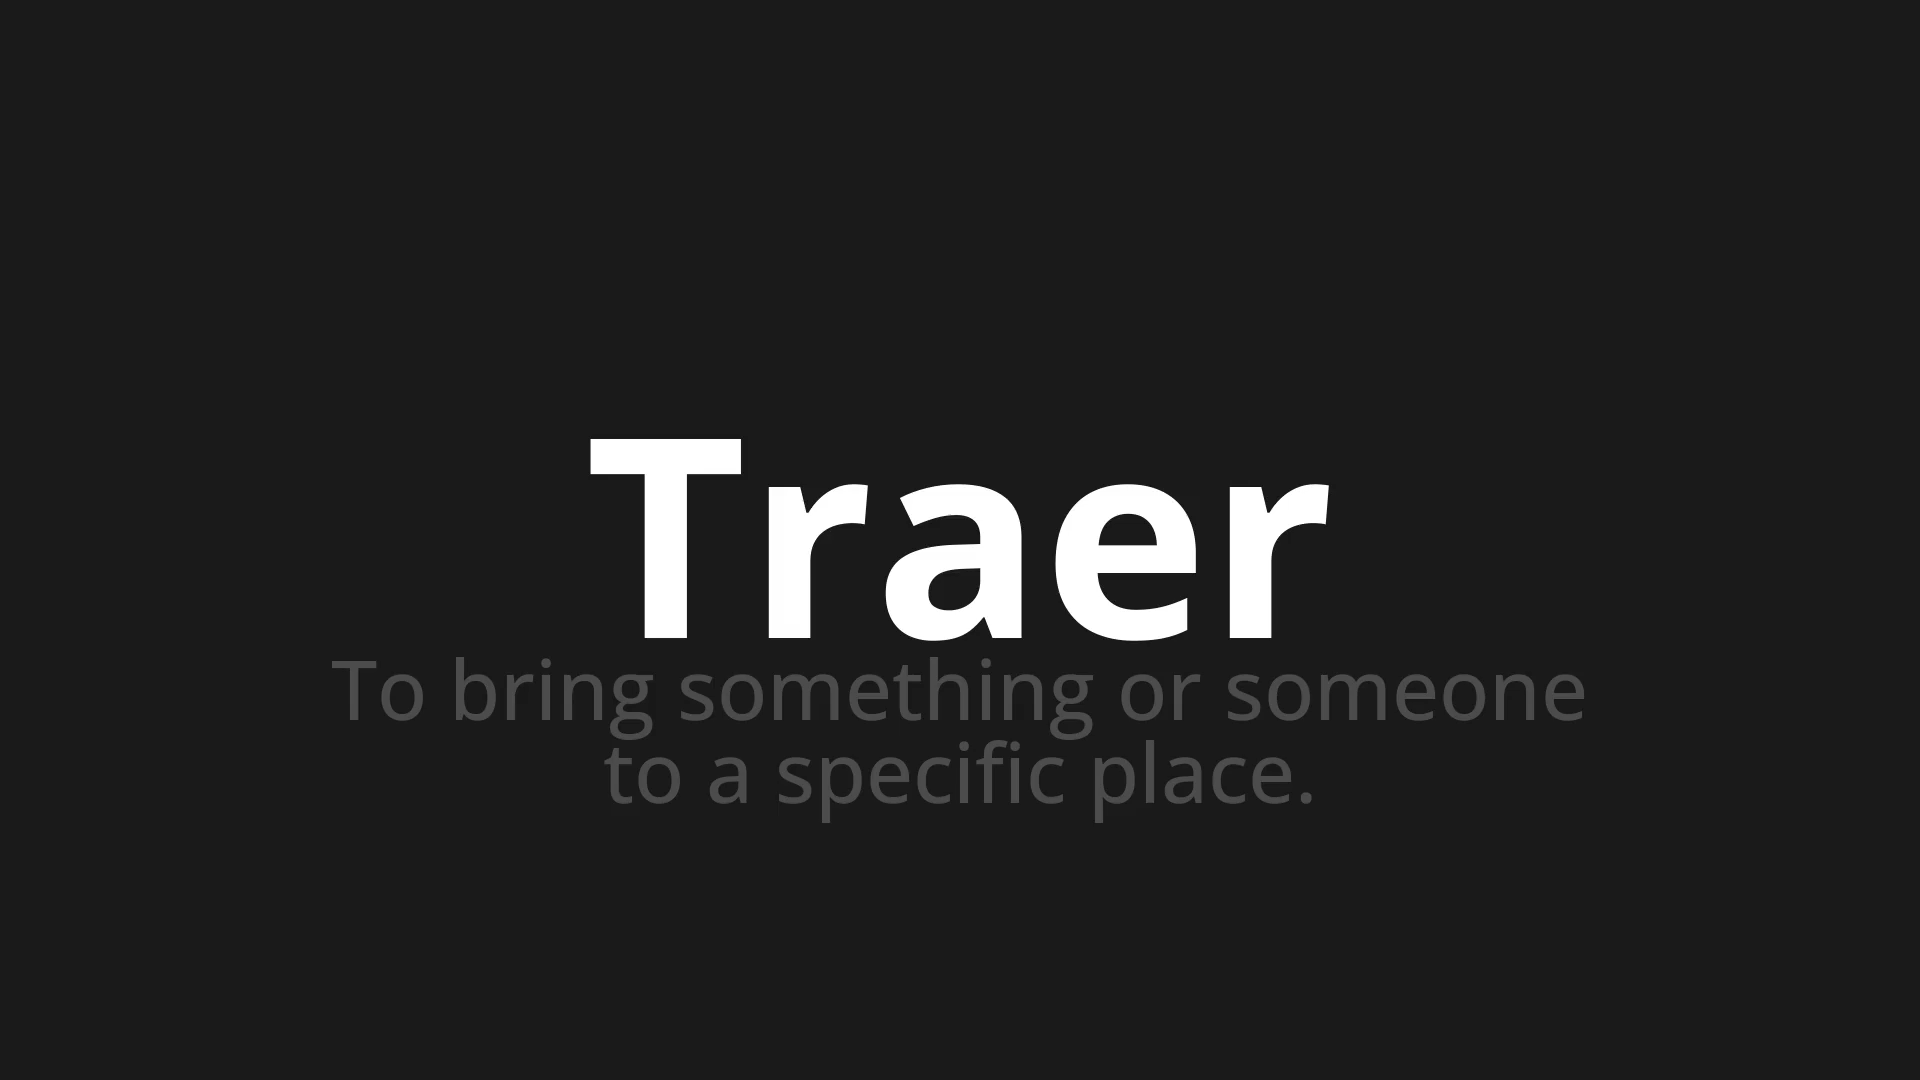 Traer
To bring something or someone
to a specific place.